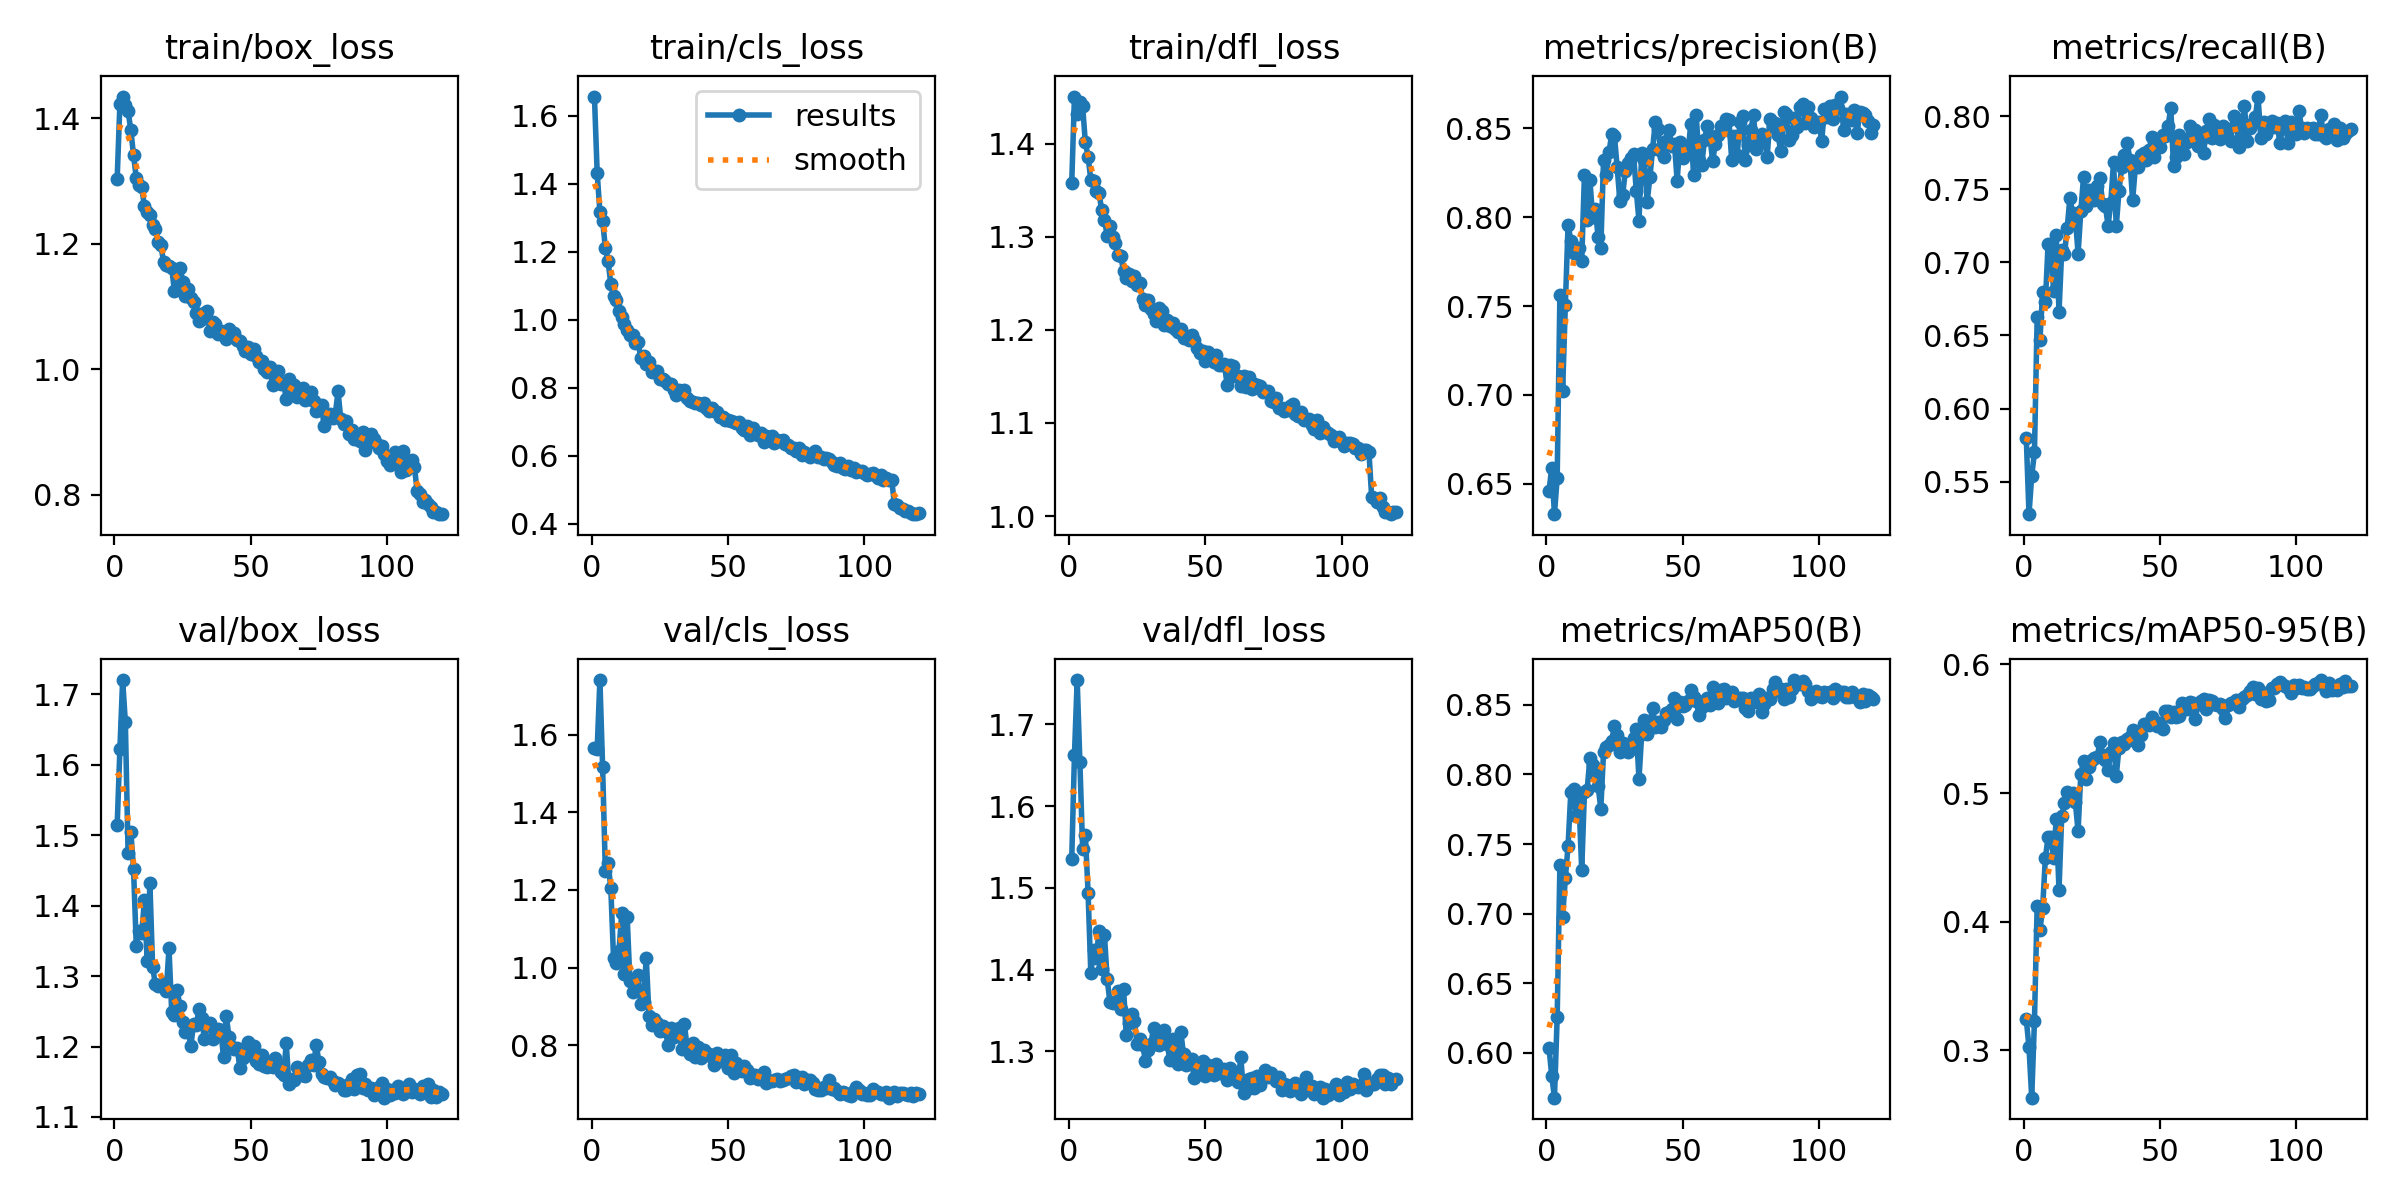 train/box_loss
train/cls_loss
train/dfl_loss
metrics/precision(B)
metrics/recall(B)
1.4
1.2
1.0
0.8
0 50 100
results
smooth
1.6
1.4
1.2
1.0
0.8
0.6
0.4
0 50 100
1.4
1.3
1.2
1.1
1.0
0 50 100
0.85
0.80
0.75
0.70
0.65
0 50 100
0.80
0.75
0.70
0.65
0.60
0.55
0 50 100
val/box_loss
val/cls_loss
val/dfl_loss
metrics/mAP50(B)
metrics/mAP50-95(B)
1.7
1.6
1.5
1.4
1.3
1.2
1.1
0 50 100
1.6
1.4
1.2
1.0
0.8
0 50 100
1.7
1.6
1.5
1.4
1.3
0 50 100
0.85
0.80
0.75
0.70
0.65
0.60
0 50 100
0.6
0.5
0.4
0.3
0 50 100